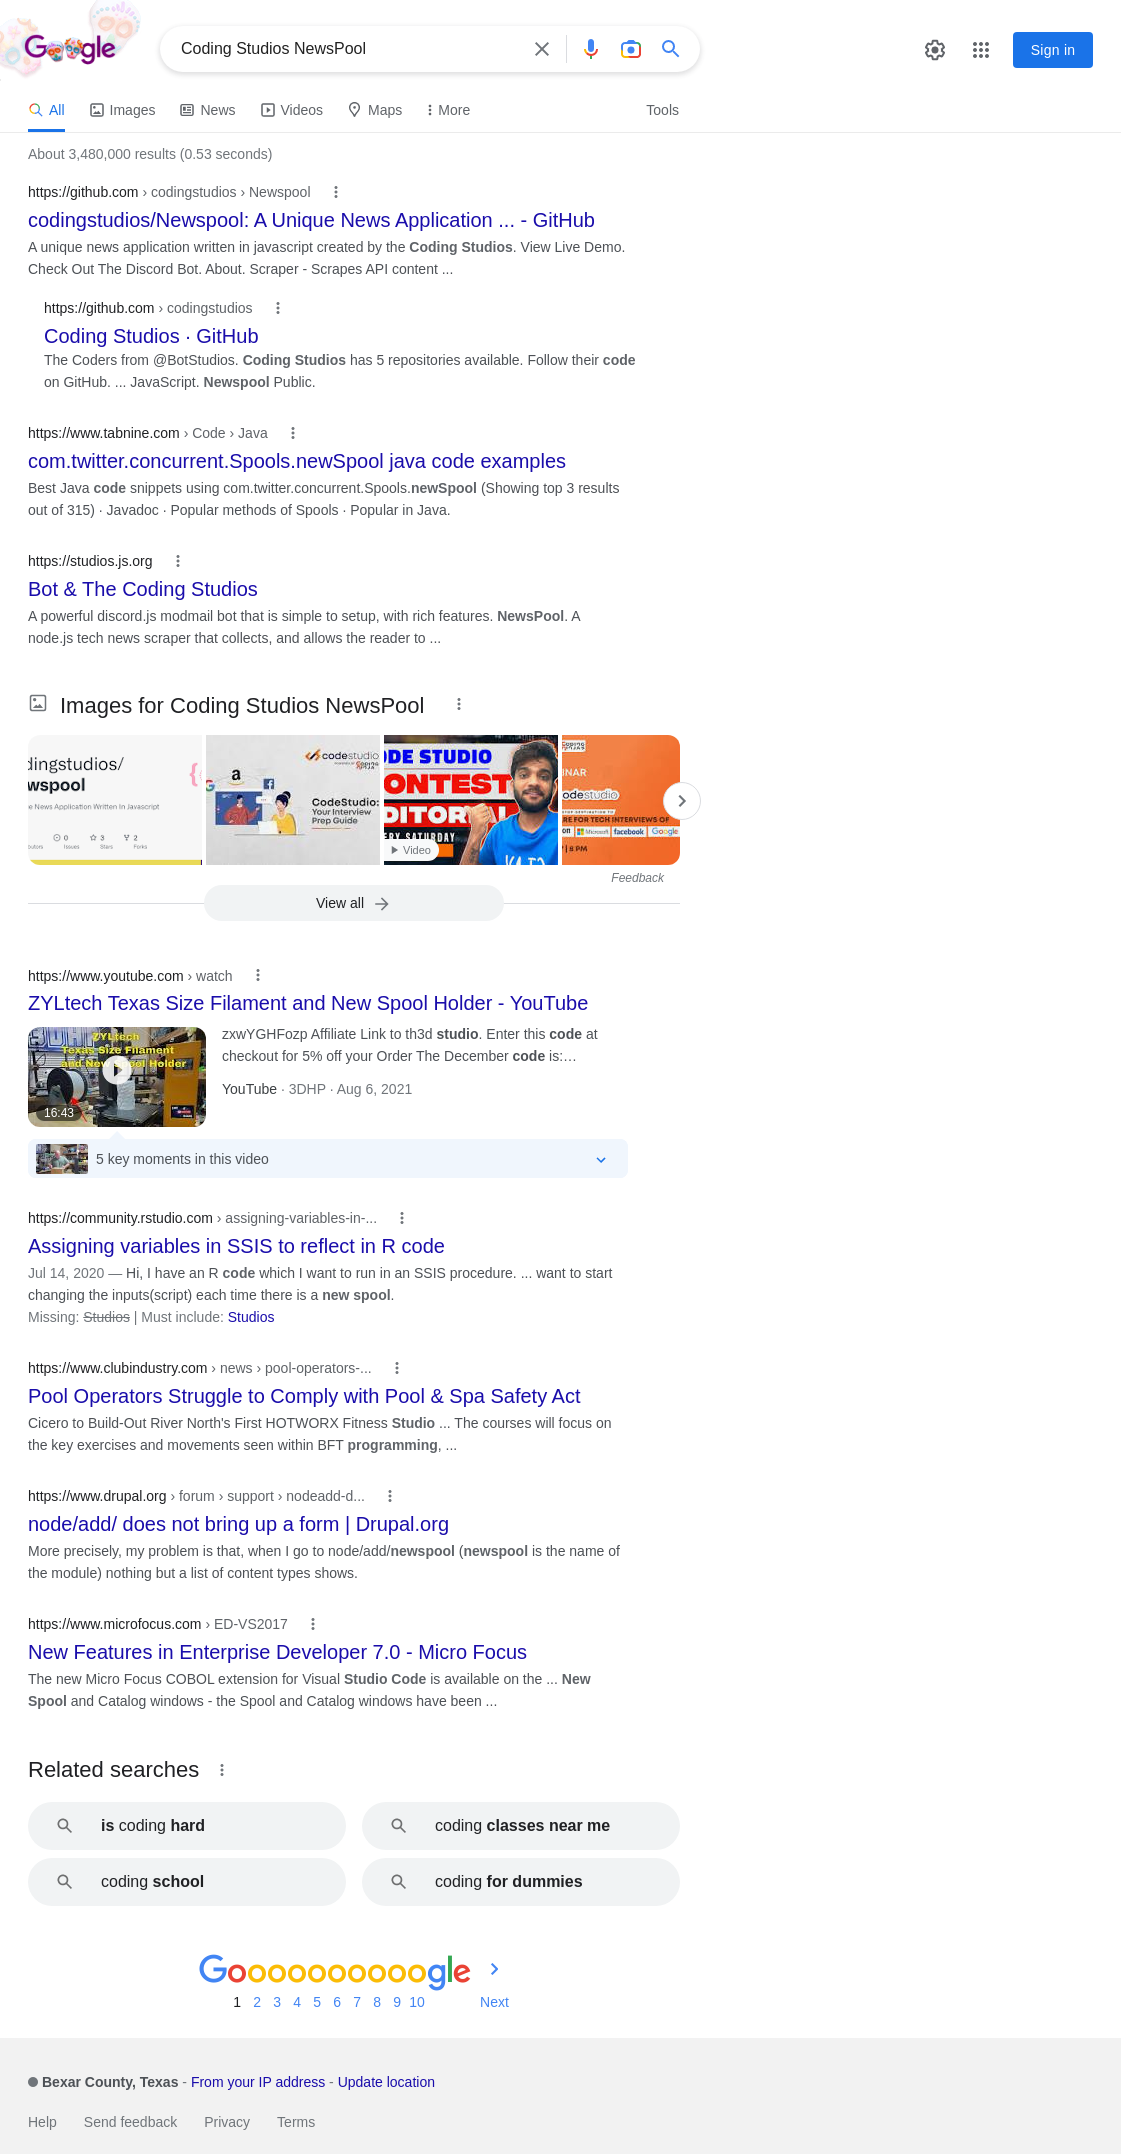 Google
Coding Studios NewsPool
Sign in
All
Images
News
Videos
Maps
More
Tools
About 3,480,000 results (0.53 seconds)
https://github.com › codingstudios › Newspool
codingstudios/Newspool: A Unique News Application ... - GitHub
A unique news application written in javascript created by the Coding Studios. View Live Demo.
Check Out The Discord Bot. About. Scraper - Scrapes API content ...
https://github.com › codingstudios
Coding Studios · GitHub
The Coders from @BotStudios. Coding Studios has 5 repositories available. Follow their code
on GitHub. ... JavaScript. Newspool Public.
https://www.tabnine.com › Code › Java
com.twitter.concurrent.Spools.newSpool java code examples
Best Java code snippets using com.twitter.concurrent.Spools.newSpool (Showing top 3 results
out of 315) · Javadoc · Popular methods of Spools · Popular in Java.
https://studios.js.org
Bot & The Coding Studios
A powerful discord.js modmail bot that is simple to setup, with rich features. NewsPool. A
node.js tech news scraper that collects, and allows the reader to ...
Images for Coding Studios NewsPool
dingstudios/
wspool
e News Application Written In Javascript
0
3
2
Issues
Stars
Forks
codestudio
a
CodeStudio:
Your Interview
Prep Guide
ODE STUDIO
ONTEST
DITORIAL
ERY SATURDAY
Video
INAR
odestudio
E FOR TECH INTERVIEWS OF
on Microsoft facebook Google
| 8 PM
Feedback
View all
https://www.youtube.com › watch
ZYLtech Texas Size Filament and New Spool Holder - YouTube
ZYLtech
Texas Size Filament
and New Spool Holder
16:43
zxwYGHFozp Affiliate Link to th3d studio. Enter this code at
checkout for 5% off your Order The December code is:…
YouTube · 3DHP · Aug 6, 2021
5 key moments in this video
https://community.rstudio.com › assigning-variables-in-...
Assigning variables in SSIS to reflect in R code
Jul 14, 2020 — Hi, I have an R code which I want to run in an SSIS procedure. ... want to start
changing the inputs(script) each time there is a new spool.
Missing: Studios | Must include: Studios
https://www.clubindustry.com › news › pool-operators-...
Pool Operators Struggle to Comply with Pool & Spa Safety Act
Cicero to Build-Out River North's First HOTWORX Fitness Studio ... The courses will focus on
the key exercises and movements seen within BFT programming, ...
https://www.drupal.org › forum › support › nodeadd-d...
node/add/ does not bring up a form | Drupal.org
More precisely, my problem is that, when I go to node/add/newspool (newspool is the name of
the module) nothing but a list of content types shows.
https://www.microfocus.com › ED-VS2017
New Features in Enterprise Developer 7.0 - Micro Focus
The new Micro Focus COBOL extension for Visual Studio Code is available on the ... New
Spool and Catalog windows - the Spool and Catalog windows have been ...
Related searches
is coding hard
coding classes near me
coding school
coding for dummies
Goooooooooogle
1 2 3 4 5 6 7 8 9 10 Next
Bexar County, Texas - From your IP address - Update location
Help
Send feedback
Privacy
Terms